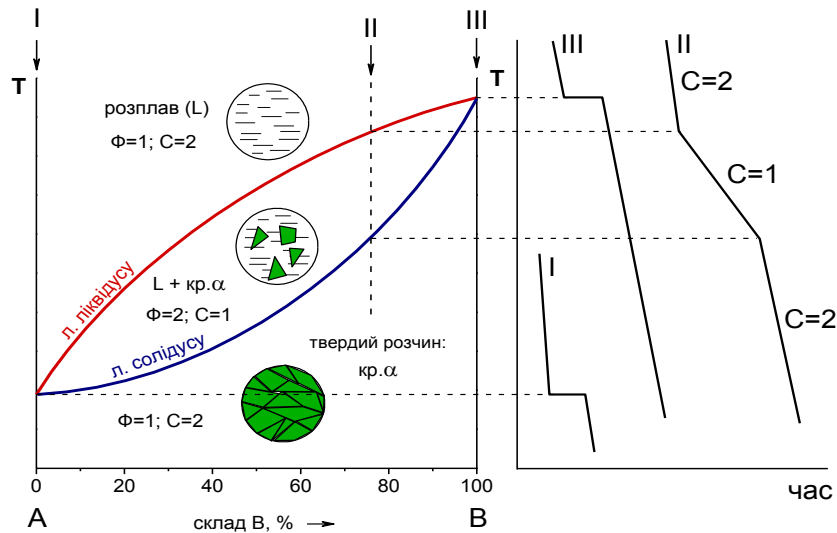 I
II
III
T
розплав (L)
Ф=1; С=2
л. ліквідусу
L + кр.α
Ф=2; С=1
л. солідусу
твердий розчин:
кр.α
Ф=1; С=2
0
20
40
60
80
100
A
склад В, %
B
T
III
II
C=2
C=1
I
C=2
час